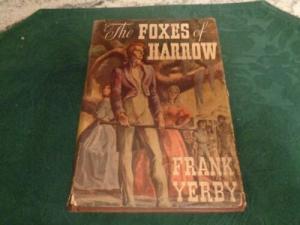 The FOXES of
HARROW
FRANK
YERBY